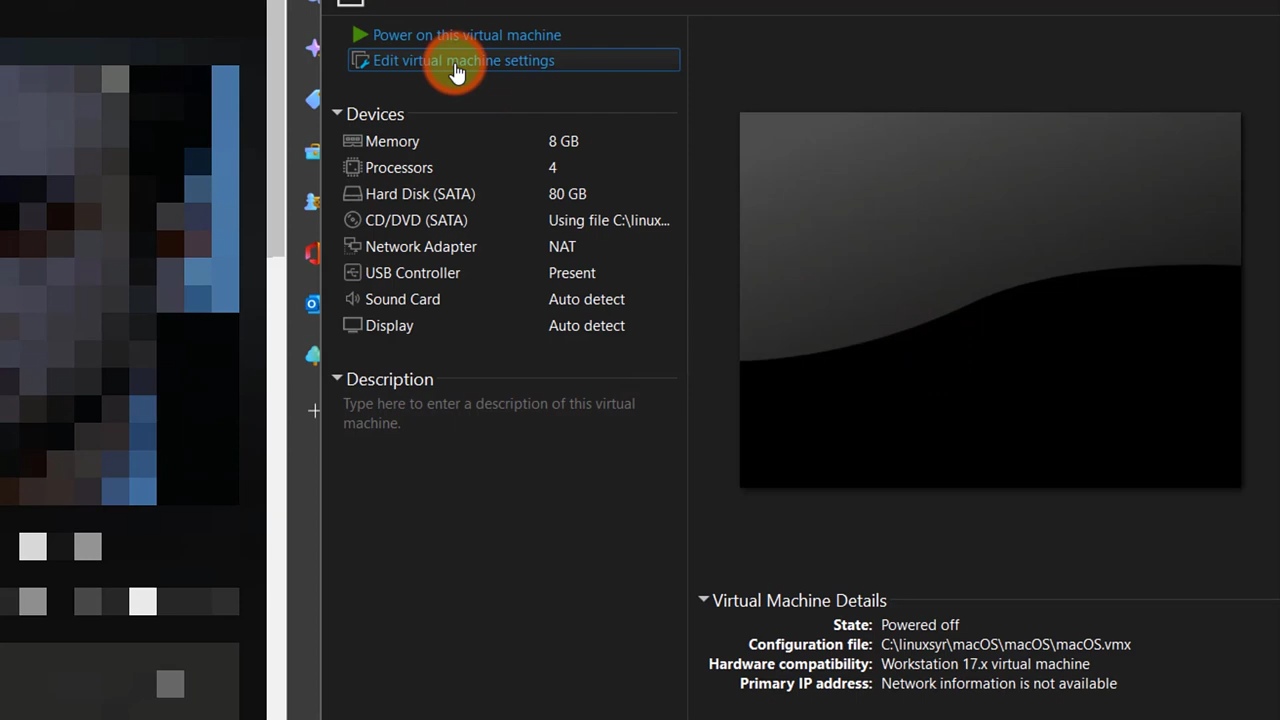 Power on this virtual machine
Edit virtual machine settings
Devices
Memory 8 GB
Processors 4
Hard Disk (SATA) 80 GB
CD/DVD (SATA) Using file C:\linux...
Network Adapter NAT
USB Controller Present
Sound Card Auto detect
Display Auto detect
Description
Type here to enter a description of this virtual
machine.
Virtual Machine Details
State: Powered off
Configuration file: C:\linuxsyr\macOS\macOS\macOS.vmx
Hardware compatibility: Workstation 17.x virtual machine
Primary IP address: Network information is not available